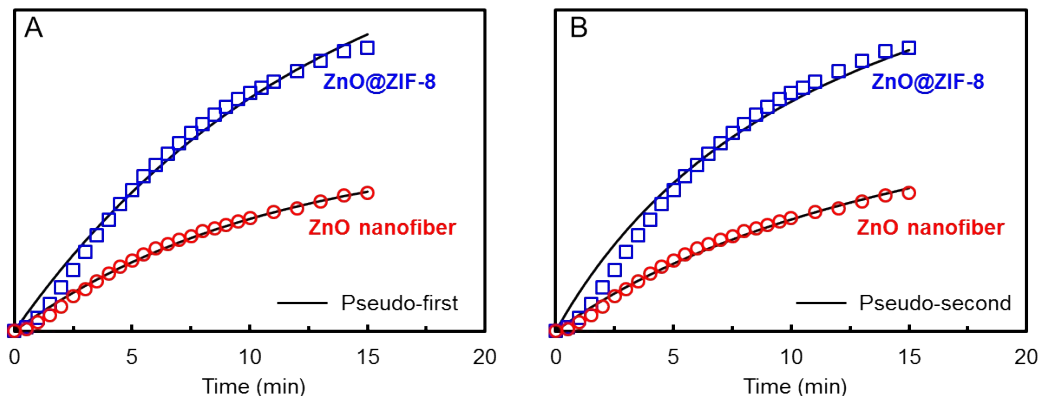 A
ZnO@ZIF-8
ZnO nanofiber
Pseudo-first
0 5 10 15 20
Time (min)
B
ZnO@ZIF-8
ZnO nanofiber
Pseudo-second
0 5 10 15 20
Time (min)